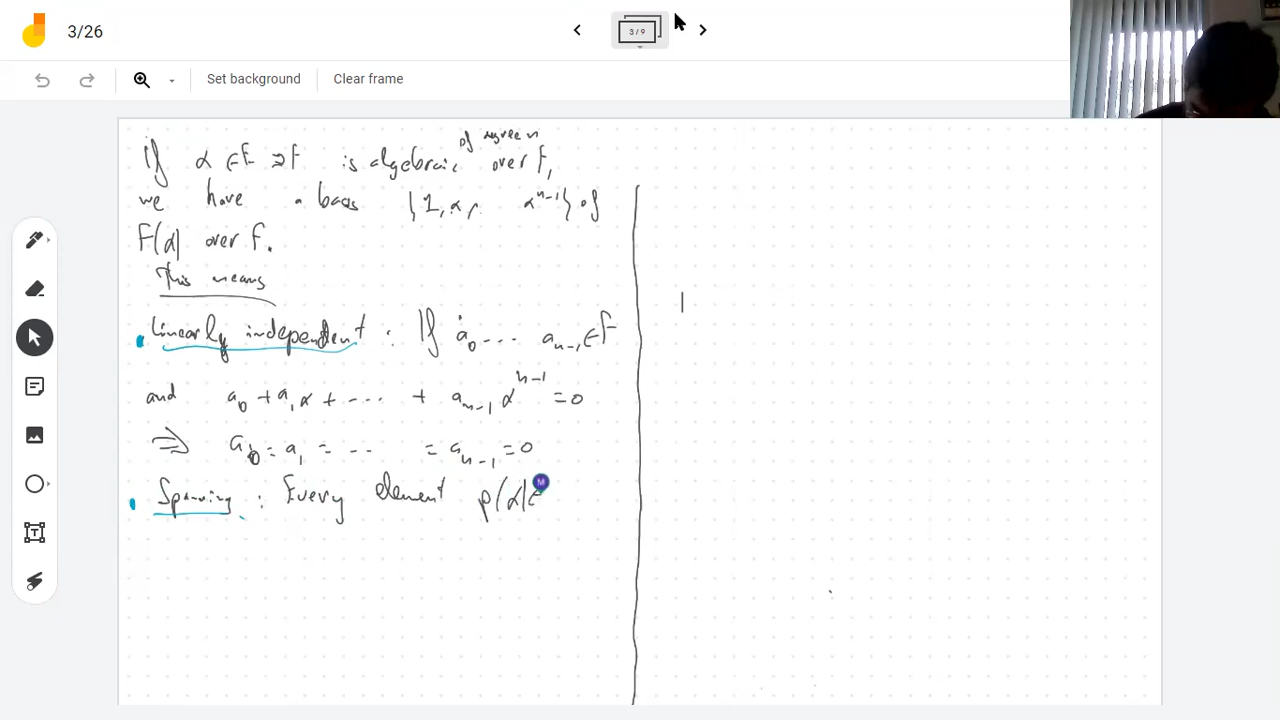 3/26
3/9
Set background
Clear frame
of degree n
If α ∈ E ⊇ F is algebraic over F,
we have a basis {1, α, α^{n-1}} of
F(α) over F.
This means
Linearly independent : If a_0 ... a_{n-1} ∈ F
and a_0 + a_1 α + ... + a_{n-1} α^{n-1} = 0
⇒ a_0 = a_1 = ... = a_{n-1} = 0
Spanning : Every element p(α) ∈
M